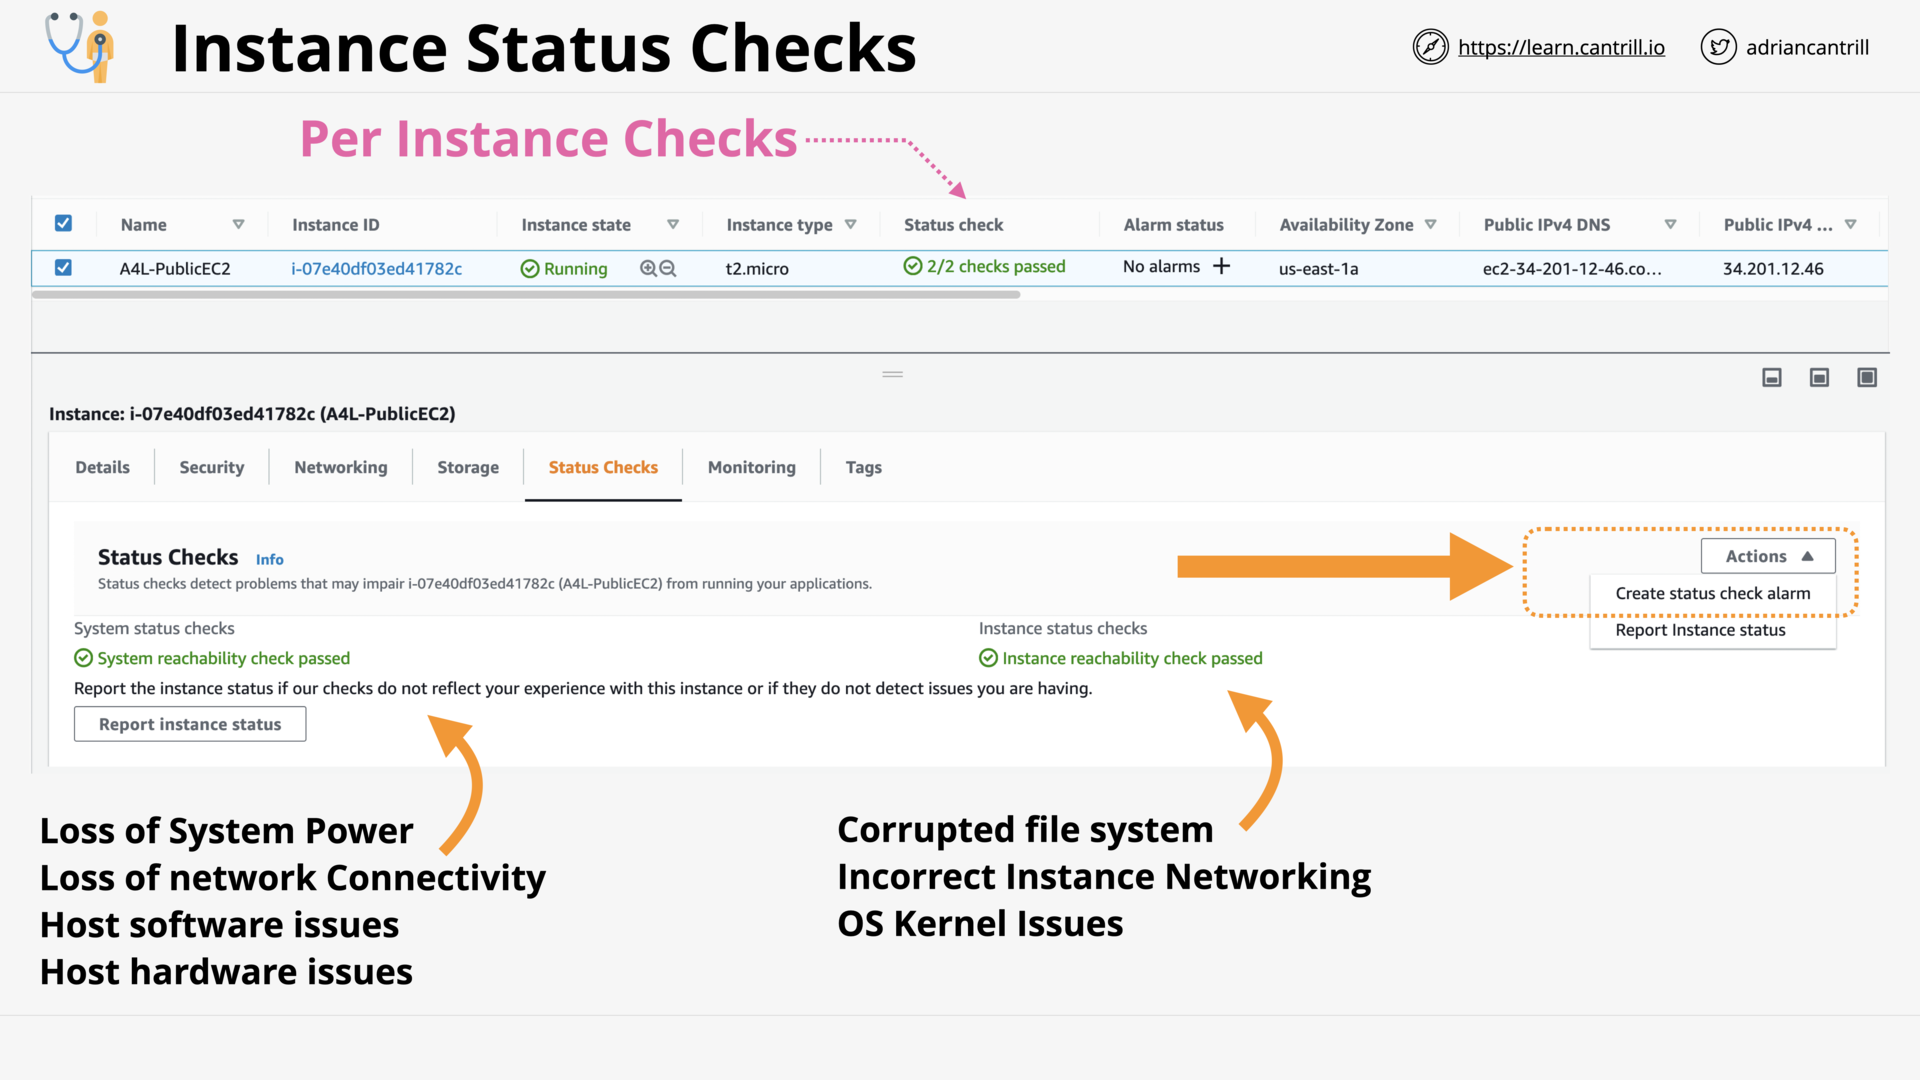 Instance Status Checks
https://learn.cantrill.io
adriancantrill
Per Instance Checks
Name Instance ID Instance state Instance type Status check Alarm status Availability Zone Public IPv4 DNS Public IPv4 ...
A4L-PublicEC2 i-07e40df03ed41782c Running t2.micro 2/2 checks passed No alarms + us-east-1a ec2-34-201-12-46.co... 34.201.12.46
Instance: i-07e40df03ed41782c (A4L-PublicEC2)
Details Security Networking Storage Status Checks Monitoring Tags
Status Checks Info
Status checks detect problems that may impair i-07e40df03ed41782c (A4L-PublicEC2) from running your applications.
Actions
Create status check alarm
Report Instance status
System status checks
System reachability check passed
Instance status checks
Instance reachability check passed
Report the instance status if our checks do not reflect your experience with this instance or if they do not detect issues you are having.
Report instance status
Loss of System Power
Loss of network Connectivity
Host software issues
Host hardware issues
Corrupted file system
Incorrect Instance Networking
OS Kernel Issues